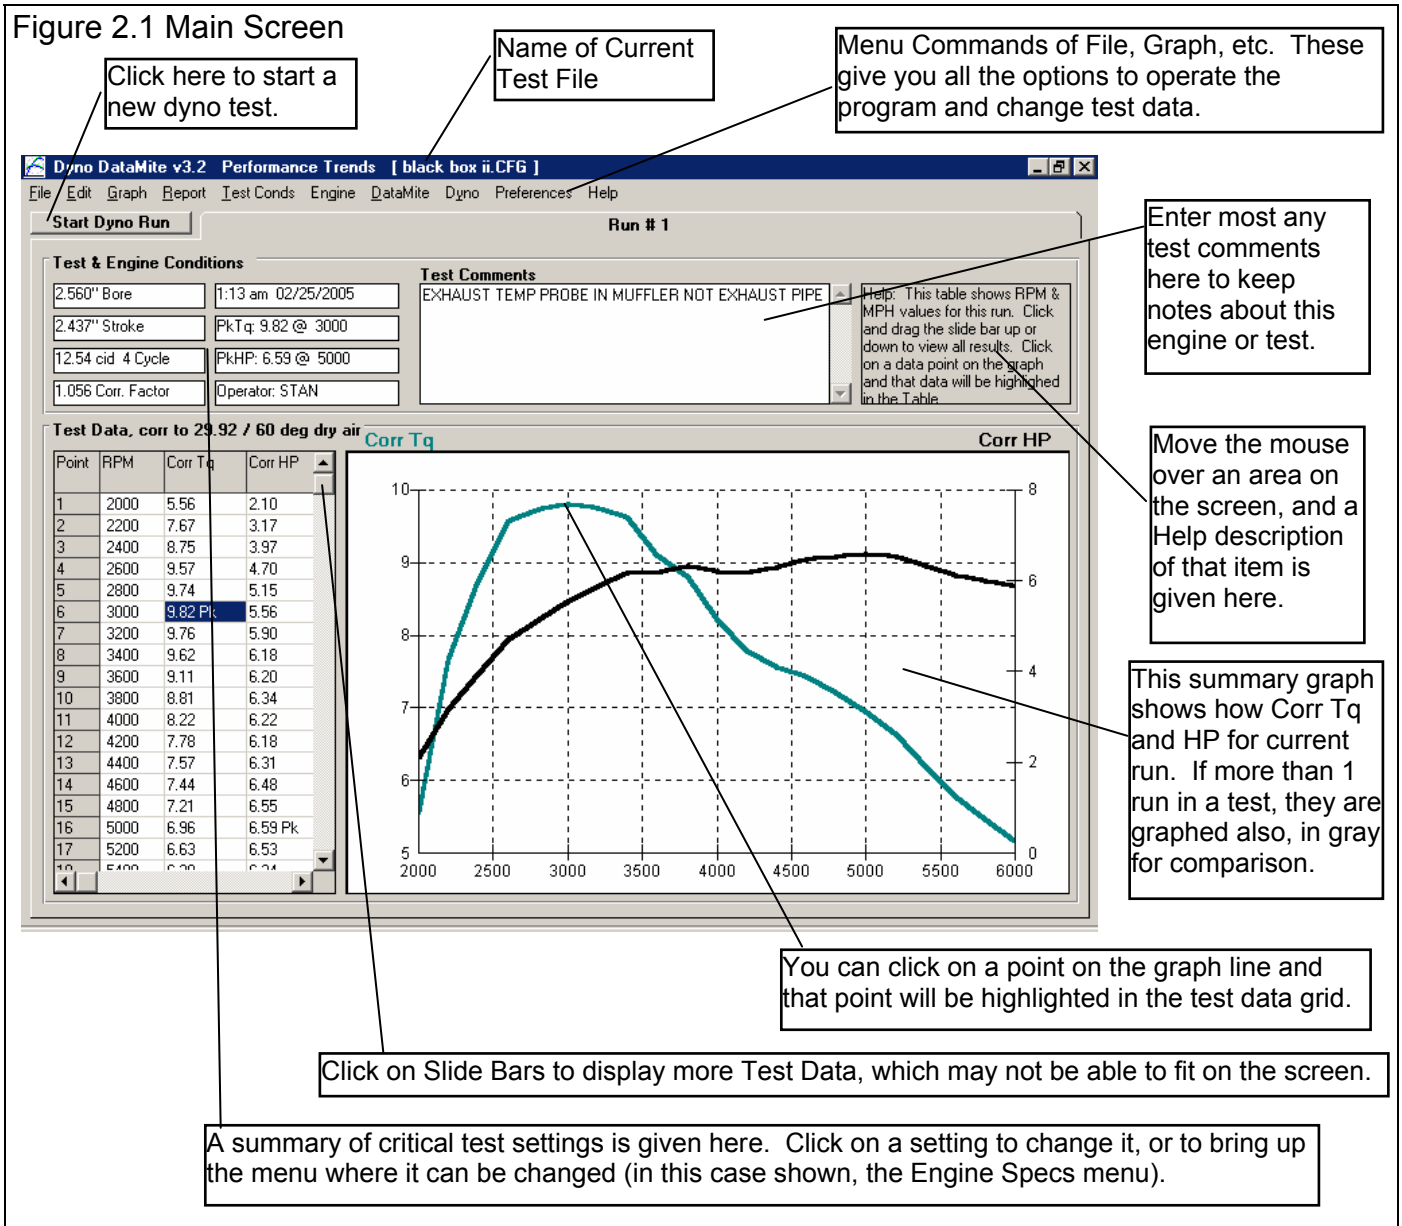 Figure 2.1 Main Screen
Click here to start a
new dyno test.
Name of Current
Test File
Menu Commands of File, Graph, etc.  These
give you all the options to operate the
program and change test data.
Dyno DataMite v3.2   Performance Trends   [ black box ii.CFG ]
File Edit Graph Report Test Conds Engine DataMite Dyno Preferences Help
Start Dyno Run
Run # 1
Enter most any
test comments
here to keep
notes about this
engine or test.
Test & Engine Conditions
2.560" Bore
1:13 am 02/25/2005
2.437" Stroke
PkTq: 9.82 @ 3000
12.54 cid 4 Cycle
PkHP: 6.59 @ 5000
1.056 Corr. Factor
Operator: STAN
Test Comments
EXHAUST TEMP PROBE IN MUFFLER NOT EXHAUST PIPE
Help: This table shows RPM &
MPH values for this run. Click
and drag the slide bar up or
down to view all results. Click
on a data point on the graph
and that data will be highlighed
in the Table
Move the mouse
over an area on
the screen, and a
Help description
of that item is
given here.
Test Data, corr to 29.92 / 60 deg dry air
Point RPM Corr Tq Corr HP
1 2000 5.56 2.10
2 2200 7.67 3.17
3 2400 8.75 3.97
4 2600 9.57 4.70
5 2800 9.74 5.15
6 3000 9.82 Pk 5.56
7 3200 9.76 5.90
8 3400 9.62 6.18
9 3600 9.11 6.20
10 3800 8.81 6.34
11 4000 8.22 6.22
12 4200 7.78 6.18
13 4400 7.57 6.31
14 4600 7.44 6.48
15 4800 7.21 6.55
16 5000 6.96 6.59 Pk
17 5200 6.63 6.53
Corr Tq
Corr HP
10
9
8
7
6
5
8
6
4
2
0
2000 2500 3000 3500 4000 4500 5000 5500 6000
This summary graph
shows how Corr Tq
and HP for current
run.  If more than 1
run in a test, they are
graphed also, in gray
for comparison.
You can click on a point on the graph line and
that point will be highlighted in the test data grid.
Click on Slide Bars to display more Test Data, which may not be able to fit on the screen.
A summary of critical test settings is given here.  Click on a setting to change it, or to bring up
the menu where it can be changed (in this case shown, the Engine Specs menu).